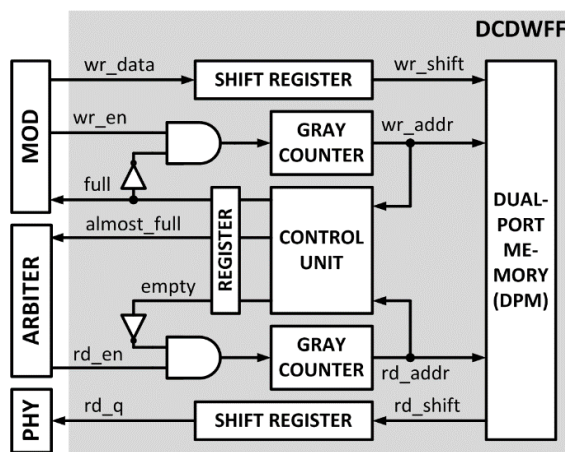 DCDWFF
wr_data
SHIFT REGISTER
wr_shift
MOD
wr_en
GRAY
COUNTER
wr_addr
full
almost_full
REGISTER
CONTROL
UNIT
DUAL-
PORT
ME-
MORY
(DPM)
ARBITER
empty
rd_en
GRAY
COUNTER
rd_addr
PHY
rd_q
SHIFT REGISTER
rd_shift